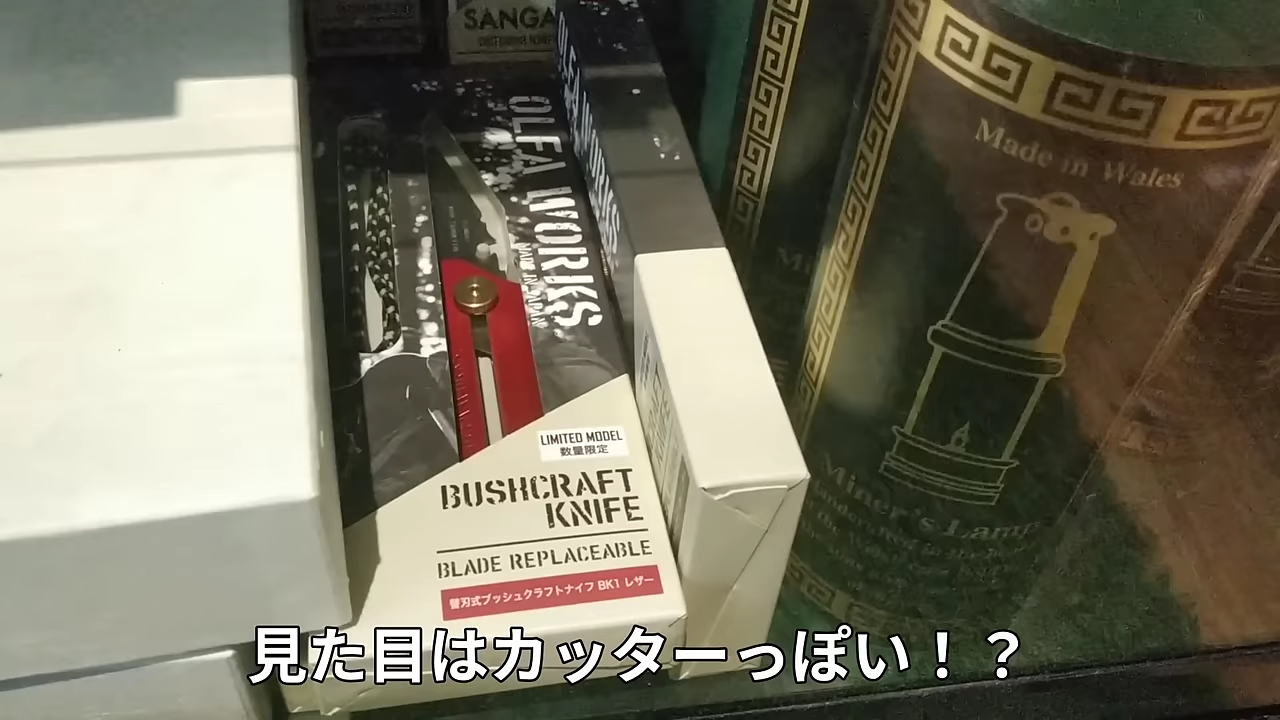 SANGA
OLFA WORKS
MADE IN JAPAN
OLFA WORKS
LIMITED MODEL
数量限定
BUSHCRAFT
KNIFE
BLADE REPLACEABLE
替刃式ブッシュクラフトナイフ BK1 レザー
Made in Wales
Miner's Lamp
見た目はカッターっぽい！？